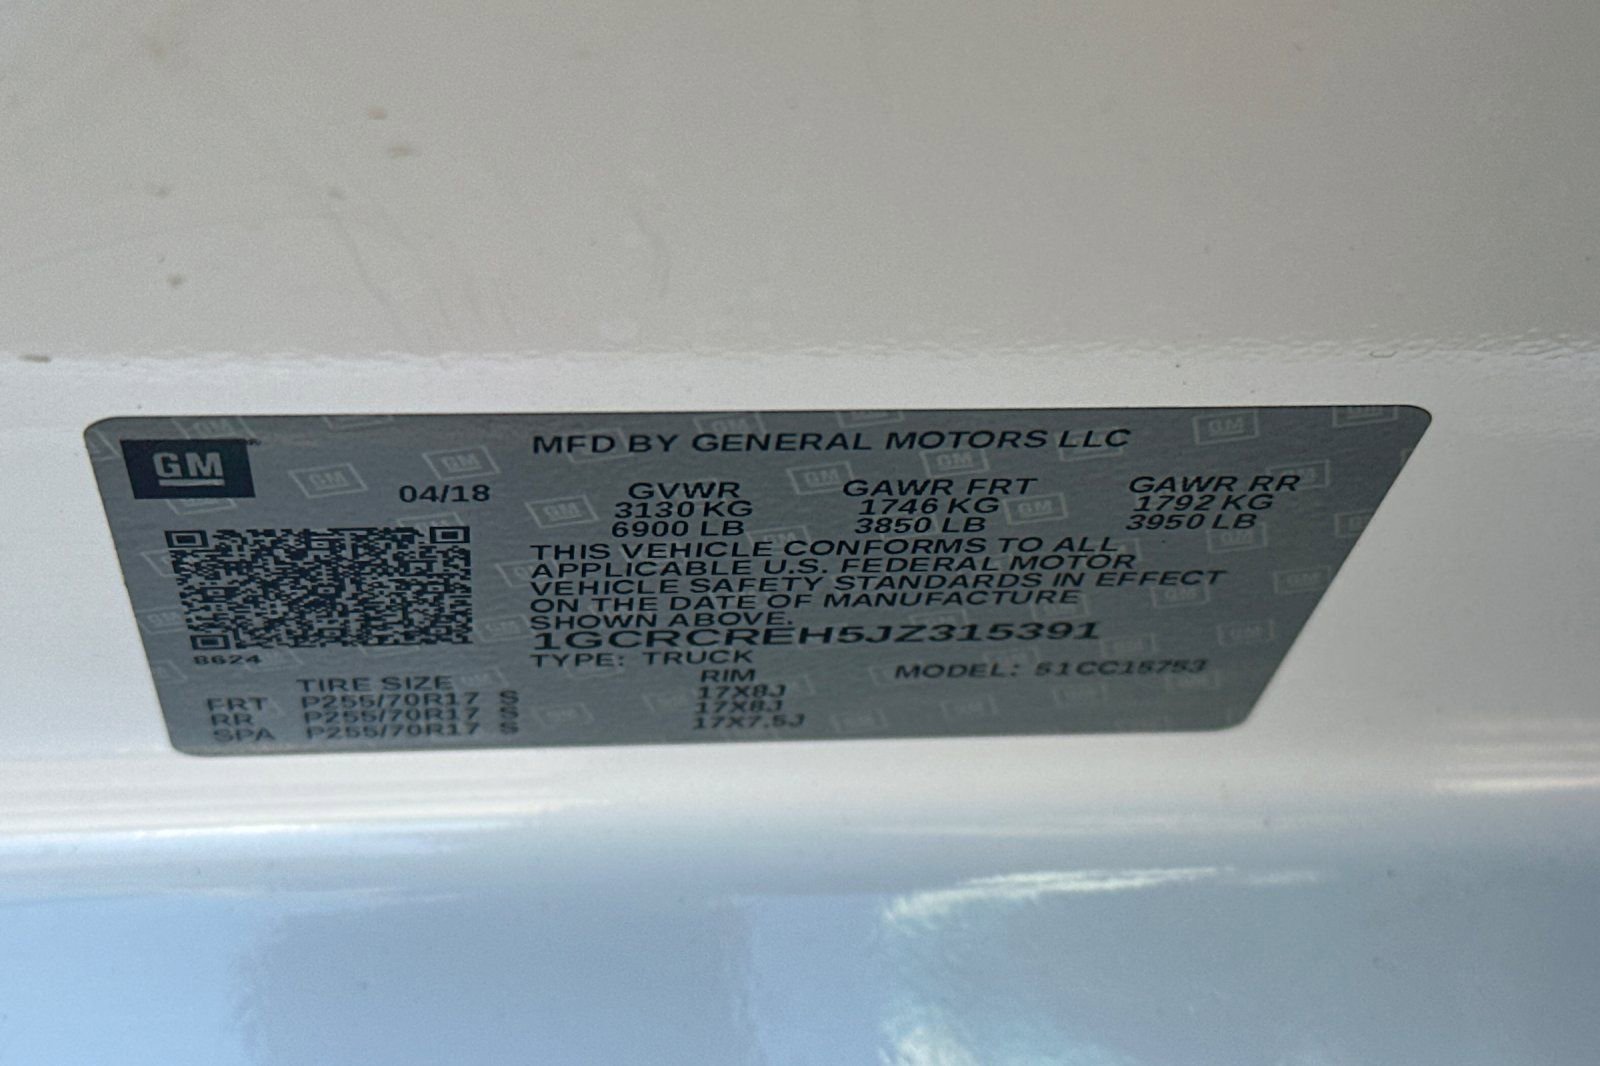 GM
MFD BY GENERAL MOTORS LLC
04/18
GVWR GAWR FRT GAWR RR
3130 KG 1746 KG 1792 KG
6900 LB 3850 LB 3950 LB
THIS VEHICLE CONFORMS TO ALL
APPLICABLE U.S. FEDERAL MOTOR
VEHICLE SAFETY STANDARDS IN EFFECT
ON THE DATE OF MANUFACTURE
SHOWN ABOVE.
1GCRCREH5JZ315391
8624
TYPE: TRUCK MODEL: 51CC15753
TIRE SIZE RIM
FRT P255/70R17 S 17X8J
RR P255/70R17 S 17X8J
SPA P255/70R17 S 17X7.5J